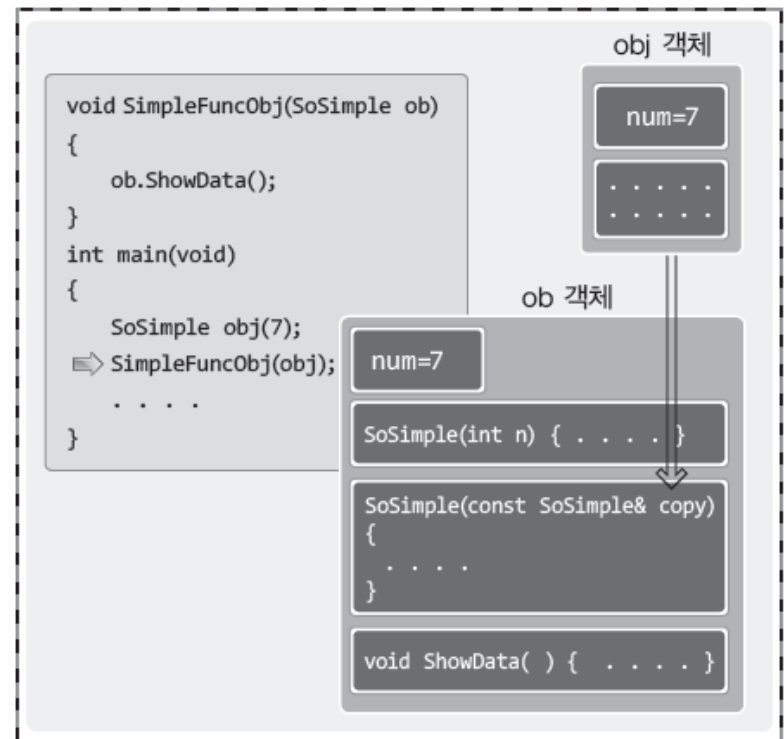 obj 객체
num=7
. . . . .
. . . . .
void SimpleFuncObj(SoSimple ob)
{
ob.ShowData();
}
int main(void)
{
SoSimple obj(7);
SimpleFuncObj(obj);
. . . .
}
ob 객체
num=7
SoSimple(int n) { . . . . }
SoSimple(const SoSimple& copy)
{
. . . .
}
void ShowData( ) { . . . . }